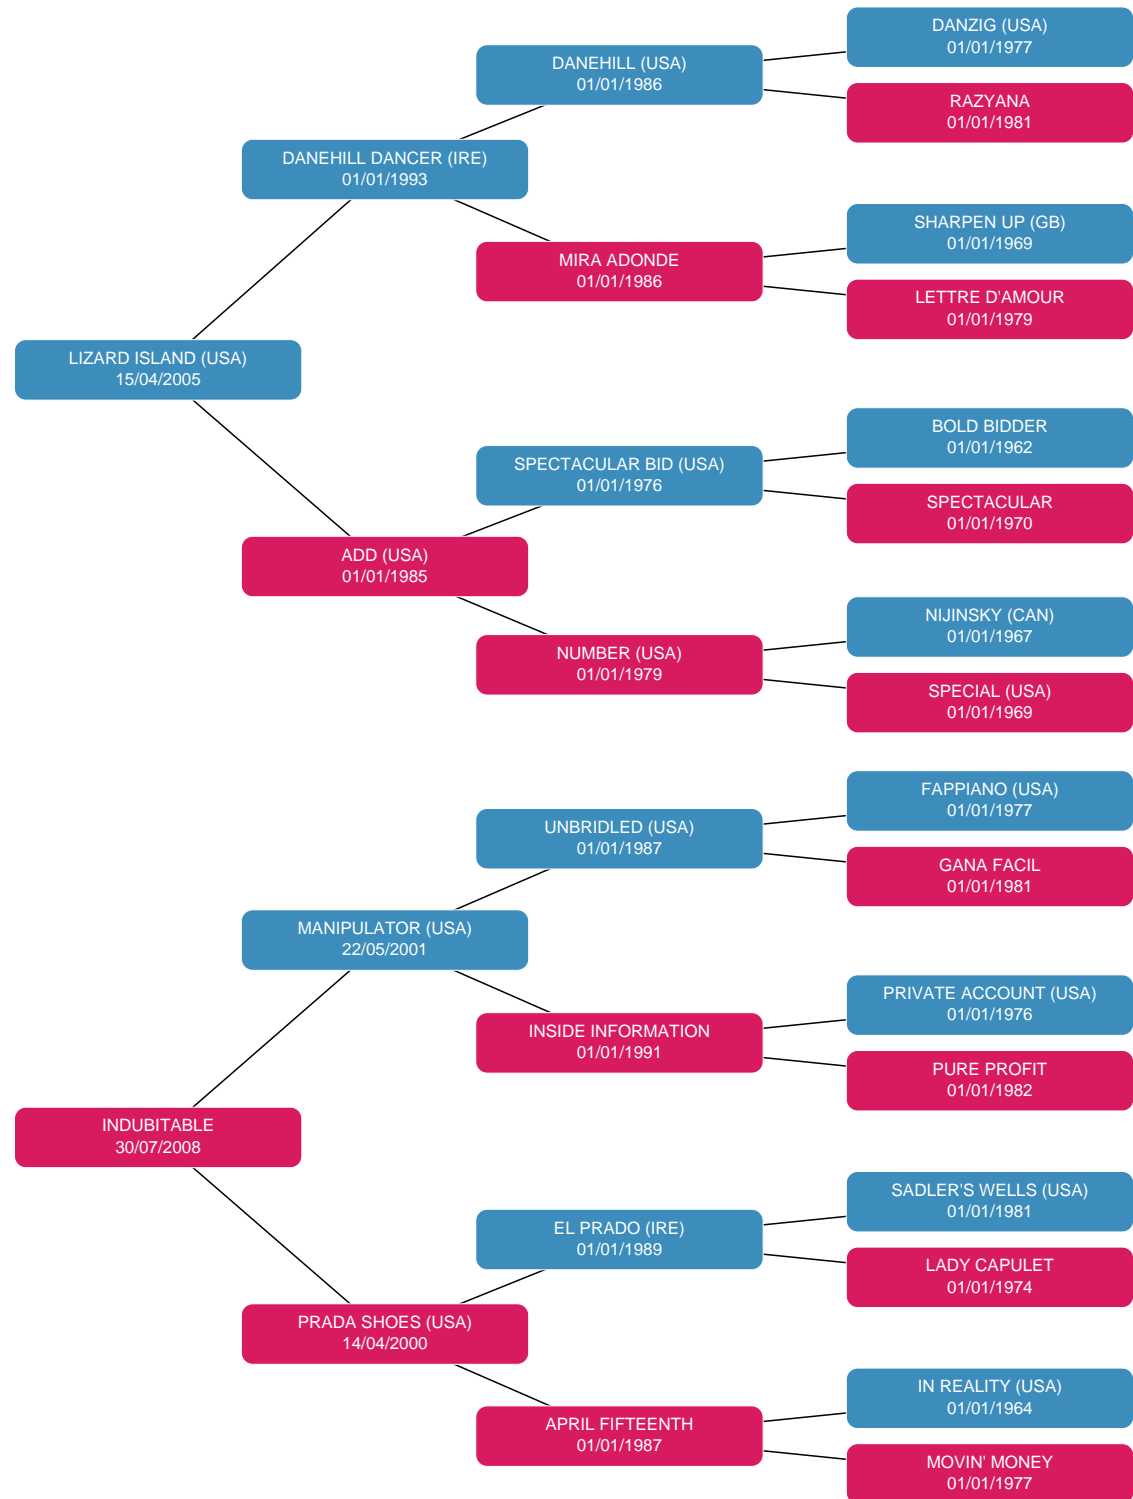 DANZIG (USA)
01/01/1977
DANEHILL (USA)
01/01/1986
RAZYANA
01/01/1981
DANEHILL DANCER (IRE)
01/01/1993
SHARPEN UP (GB)
01/01/1969
MIRA ADONDE
01/01/1986
LETTRE D'AMOUR
01/01/1979
LIZARD ISLAND (USA)
15/04/2005
BOLD BIDDER
01/01/1962
SPECTACULAR BID (USA)
01/01/1976
SPECTACULAR
01/01/1970
ADD (USA)
01/01/1985
NIJINSKY (CAN)
01/01/1967
NUMBER (USA)
01/01/1979
SPECIAL (USA)
01/01/1969
FAPPIANO (USA)
01/01/1977
UNBRIDLED (USA)
01/01/1987
GANA FACIL
01/01/1981
MANIPULATOR (USA)
22/05/2001
PRIVATE ACCOUNT (USA)
01/01/1976
INSIDE INFORMATION
01/01/1991
PURE PROFIT
01/01/1982
INDUBITABLE
30/07/2008
SADLER'S WELLS (USA)
01/01/1981
EL PRADO (IRE)
01/01/1989
LADY CAPULET
01/01/1974
PRADA SHOES (USA)
14/04/2000
IN REALITY (USA)
01/01/1964
APRIL FIFTEENTH
01/01/1987
MOVIN' MONEY
01/01/1977